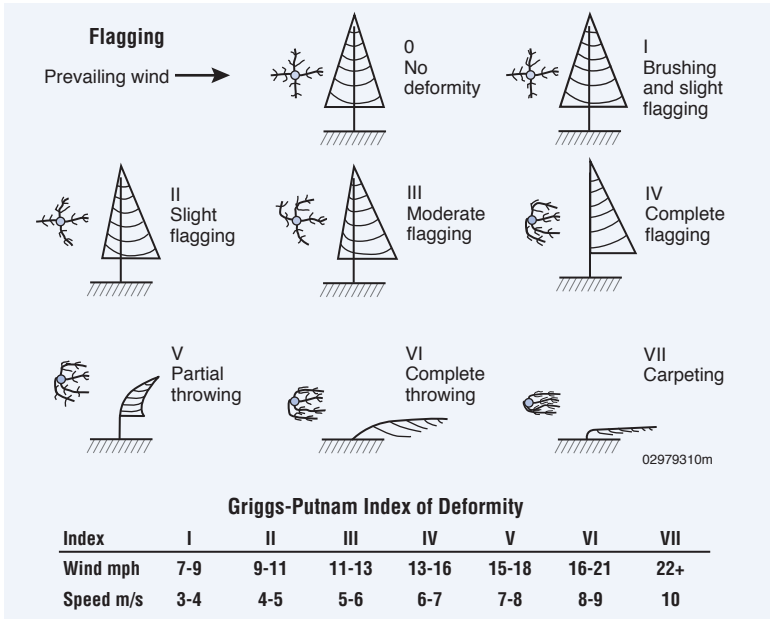 Flagging
Prevailing wind
0
No
deformity
I
Brushing
and slight
flagging
II
Slight
flagging
III
Moderate
flagging
IV
Complete
flagging
V
Partial
throwing
VI
Complete
throwing
VII
Carpeting
02979310m
Griggs-Putnam Index of Deformity
Index I II III IV V VI VII
Wind mph 7-9 9-11 11-13 13-16 15-18 16-21 22+
Speed m/s 3-4 4-5 5-6 6-7 7-8 8-9 10